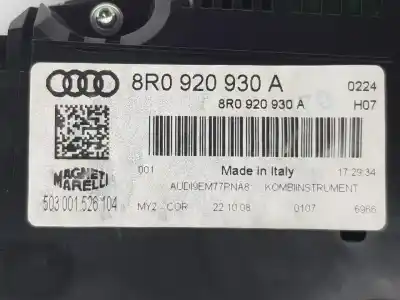 8R0 920 930 A 0224
8R0 920 930 A H07
001 Made in Italy 17:29:34
MAGNETI MARELLI
AUDI9EM77PNA8 KOMBIINSTRUMENT
503 001 526 104
MY2-COR 22.10.08 0107 6966